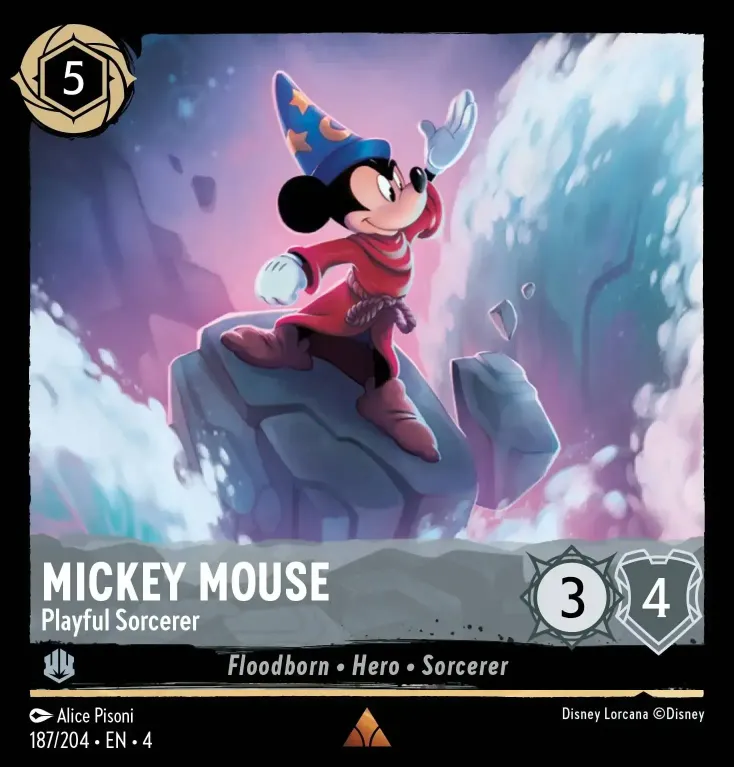 5
MICKEY MOUSE
Playful Sorcerer
3 4
Floodborn • Hero • Sorcerer
Alice Pisoni
Disney Lorcana ©Disney
187/204 • EN • 4